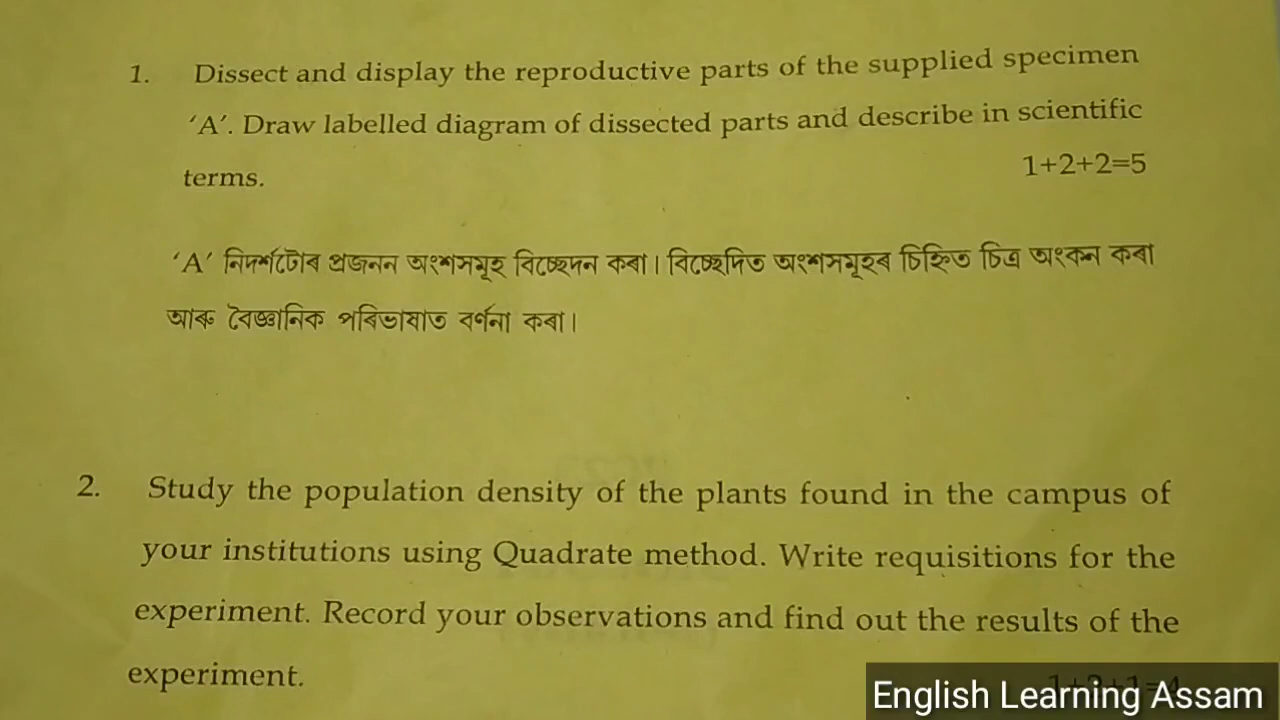 1. Dissect and display the reproductive parts of the supplied specimen
'A'. Draw labelled diagram of dissected parts and describe in scientific
terms. 1+2+2=5
'A' নিদৰ্শটোৰ প্ৰজনন অংশসমূহ বিচ্ছেদন কৰা। বিচ্ছেদিত অংশসমূহৰ চিহ্নিত চিত্ৰ অংকন কৰা
আৰু বৈজ্ঞানিক পৰিভাষাত বৰ্ণনা কৰা।
2. Study the population density of the plants found in the campus of
your institutions using Quadrate method. Write requisitions for the
experiment. Record your observations and find out the results of the
experiment.
English Learning Assam